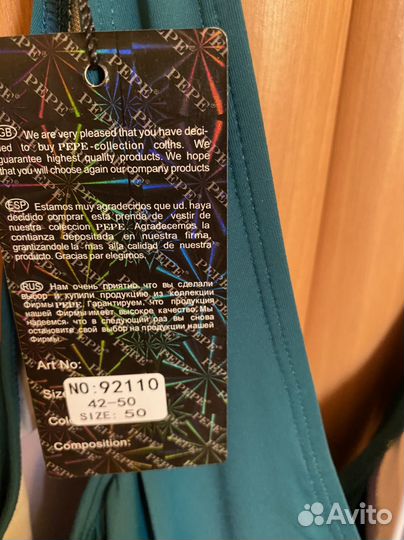 PEPE
GB We are very pleased that you have deci-
ded to buy PEPE-collection coths. We
guarantee highest quality products. We hope
that you will choose again our company products
ESP Estamos muy agradecidos que ud. haya
decidido comprar esta prenda de vestir de
nuestra coleccion PEPE. Agradecemos la
confianza depositada en nuestra firma,
grantizandole la mas alta calidad de nuestra
producto. Gracias par elegirnos.
RUS Нам очень приятно что вы сделали
выбор и купили продукцию из коллекции
фирмы PEPE. Гарантируем, что продукция
нашей Фирмы имеет высокое качество. Мы
надеемся, что в следующий раз вы снова
остановите свой выбор на продукции нашей
Фирмы.
Art No:
NO:92110
42-50
SIZE: 50
Composition:
Avito